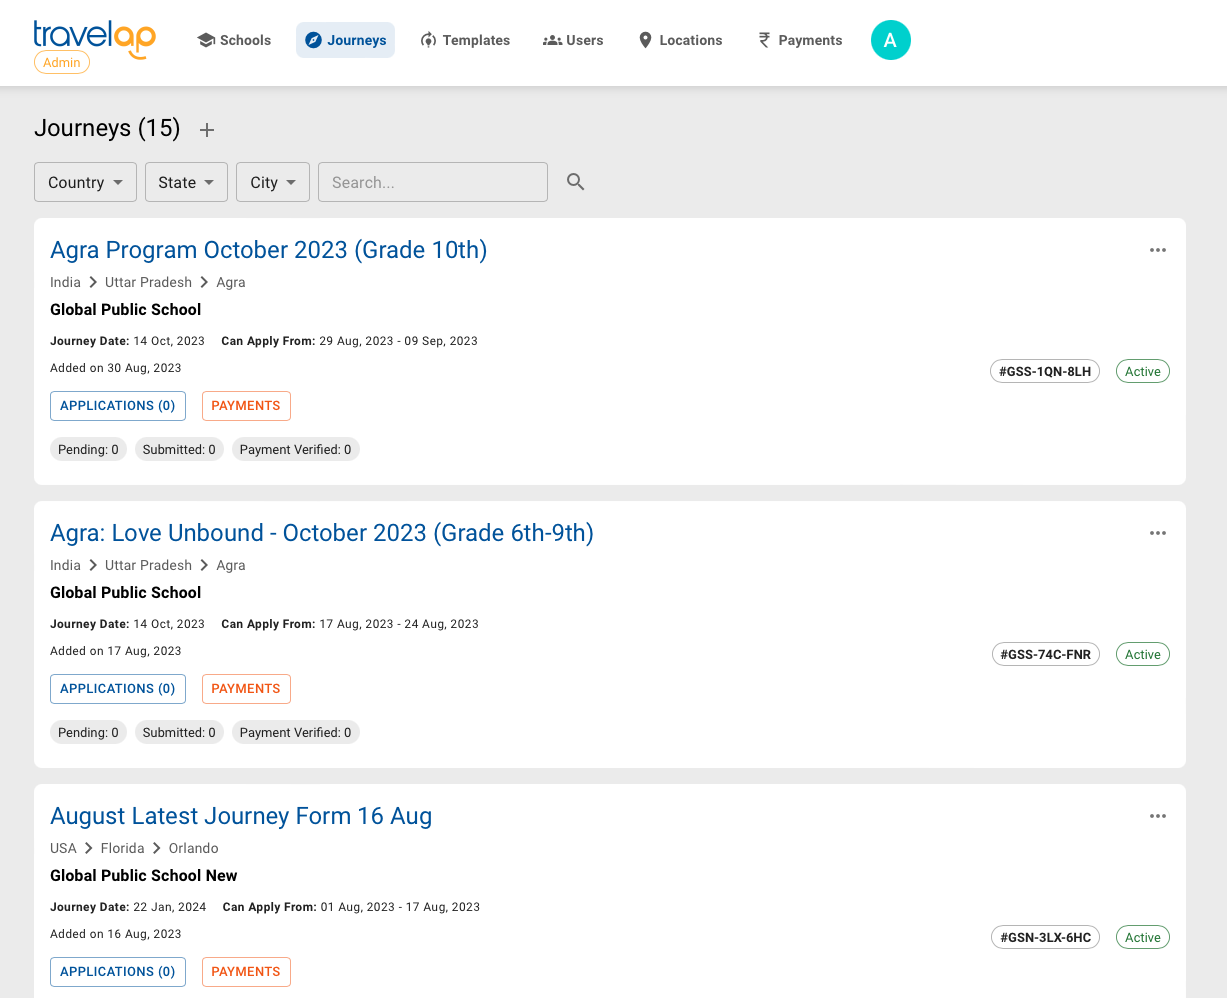 travelap
Admin
Schools
Journeys
Templates
Users
Locations
Payments
A
Journeys (15)
Country
State
City
Search...
Agra Program October 2023 (Grade 10th)
India Uttar Pradesh Agra
Global Public School
Journey Date: 14 Oct, 2023 Can Apply From: 29 Aug, 2023 - 09 Sep, 2023
Added on 30 Aug, 2023
#GSS-1QN-8LH Active
APPLICATIONS (0) PAYMENTS
Pending: 0 Submitted: 0 Payment Verified: 0
Agra: Love Unbound - October 2023 (Grade 6th-9th)
India Uttar Pradesh Agra
Global Public School
Journey Date: 14 Oct, 2023 Can Apply From: 17 Aug, 2023 - 24 Aug, 2023
Added on 17 Aug, 2023
#GSS-74C-FNR Active
APPLICATIONS (0) PAYMENTS
Pending: 0 Submitted: 0 Payment Verified: 0
August Latest Journey Form 16 Aug
USA Florida Orlando
Global Public School New
Journey Date: 22 Jan, 2024 Can Apply From: 01 Aug, 2023 - 17 Aug, 2023
Added on 16 Aug, 2023
#GSN-3LX-6HC Active
APPLICATIONS (0) PAYMENTS